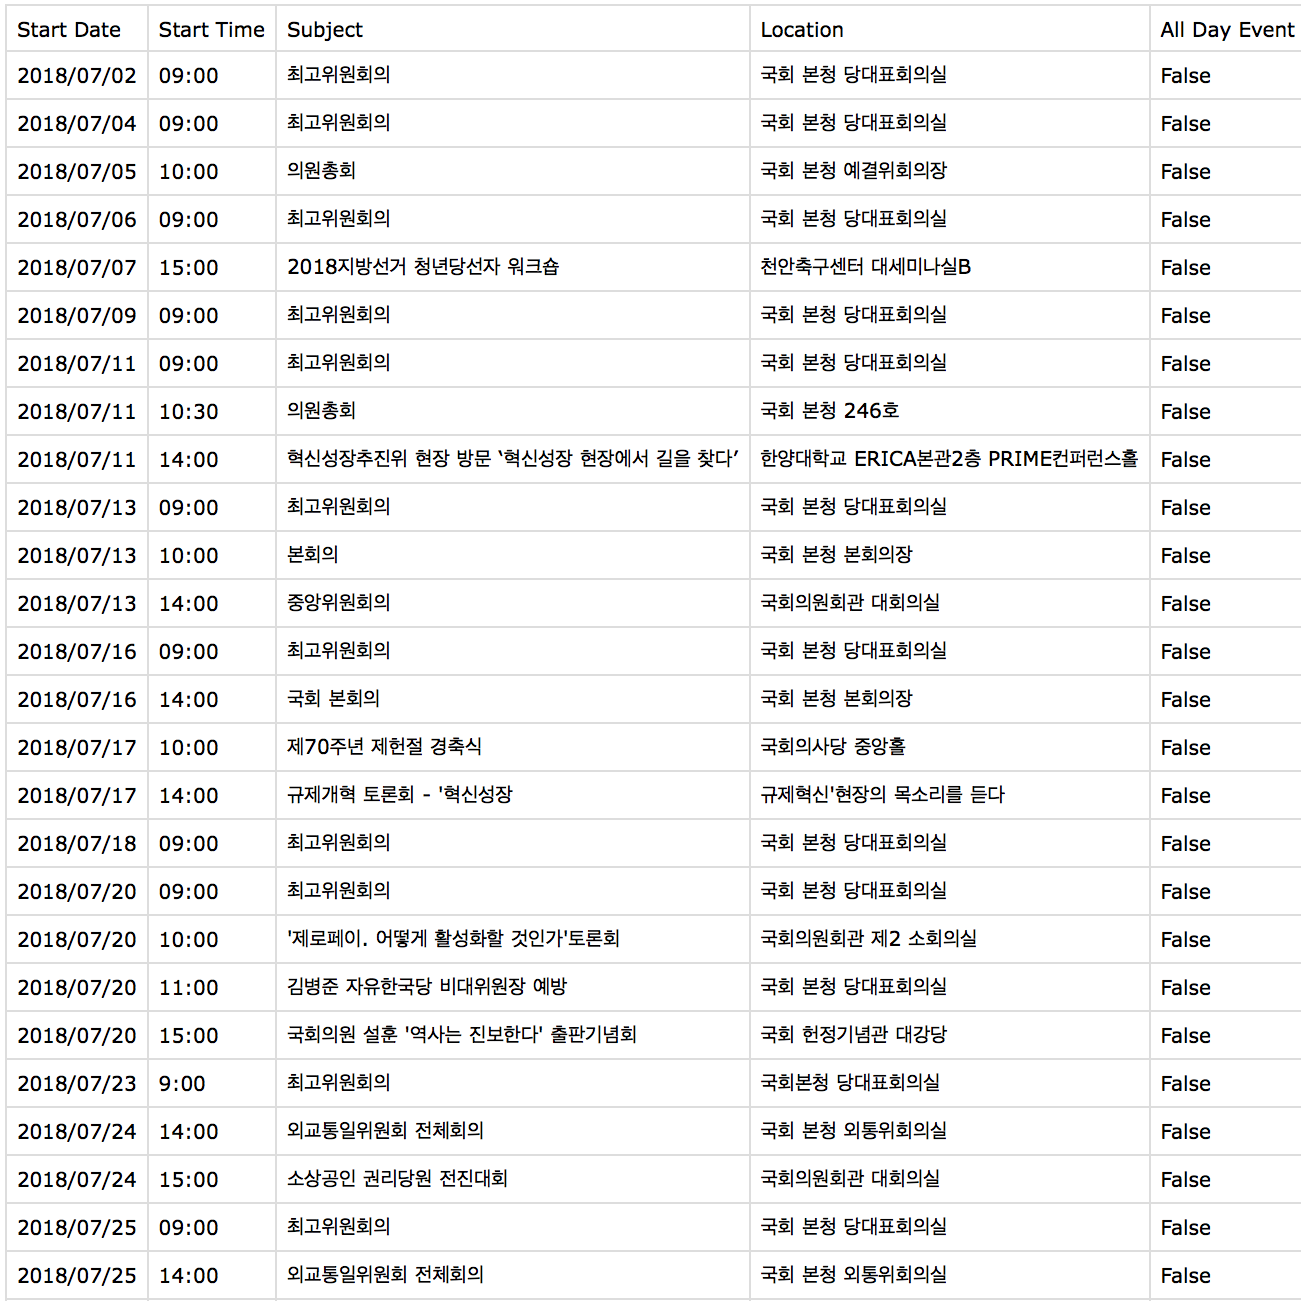 Start Date Start Time Subject Location All Day Event
2018/07/02 09:00 최고위원회의 국회 본청 당대표회의실 False
2018/07/04 09:00 최고위원회의 국회 본청 당대표회의실 False
2018/07/05 10:00 의원총회 국회 본청 예결위회의장 False
2018/07/06 09:00 최고위원회의 국회 본청 당대표회의실 False
2018/07/07 15:00 2018지방선거 청년당선자 워크숍 천안축구센터 대세미나실B False
2018/07/09 09:00 최고위원회의 국회 본청 당대표회의실 False
2018/07/11 09:00 최고위원회의 국회 본청 당대표회의실 False
2018/07/11 10:30 의원총회 국회 본청 246호 False
2018/07/11 14:00 혁신성장추진위 현장 방문 ‘혁신성장 현장에서 길을 찾다’ 한양대학교 ERICA본관2층 PRIME컨퍼런스홀 False
2018/07/13 09:00 최고위원회의 국회 본청 당대표회의실 False
2018/07/13 10:00 본회의 국회 본청 본회의장 False
2018/07/13 14:00 중앙위원회의 국회의원회관 대회의실 False
2018/07/16 09:00 최고위원회의 국회 본청 당대표회의실 False
2018/07/16 14:00 국회 본회의 국회 본청 본회의장 False
2018/07/17 10:00 제70주년 제헌절 경축식 국회의사당 중앙홀 False
2018/07/17 14:00 규제개혁 토론회 - '혁신성장 규제혁신'현장의 목소리를 듣다 False
2018/07/18 09:00 최고위원회의 국회 본청 당대표회의실 False
2018/07/20 09:00 최고위원회의 국회 본청 당대표회의실 False
2018/07/20 10:00 '제로페이. 어떻게 활성화할 것인가'토론회 국회의원회관 제2 소회의실 False
2018/07/20 11:00 김병준 자유한국당 비대위원장 예방 국회 본청 당대표회의실 False
2018/07/20 15:00 국회의원 설훈 '역사는 진보한다' 출판기념회 국회 헌정기념관 대강당 False
2018/07/23 9:00 최고위원회의 국회본청 당대표회의실 False
2018/07/24 14:00 외교통일위원회 전체회의 국회 본청 외통위회의실 False
2018/07/24 15:00 소상공인 권리당원 전진대회 국회의원회관 대회의실 False
2018/07/25 09:00 최고위원회의 국회 본청 당대표회의실 False
2018/07/25 14:00 외교통일위원회 전체회의 국회 본청 외통위회의실 False